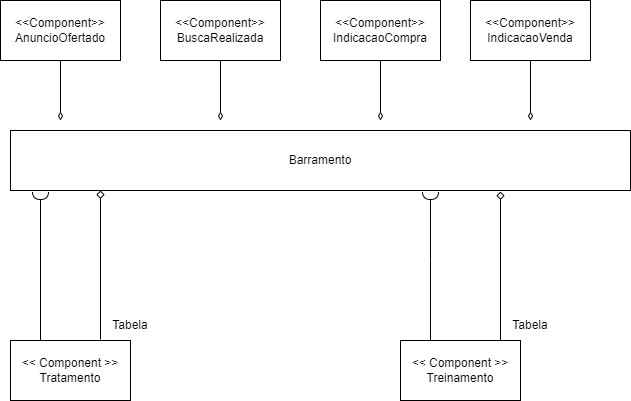 <<Component>>
AnuncioOfertado
<<Component>>
BuscaRealizada
<<Component>>
IndicacaoCompra
<<Component>>
IndicacaoVenda
Barramento
Tabela
Tabela
<< Component >>
Tratamento
<< Component >>
Treinamento